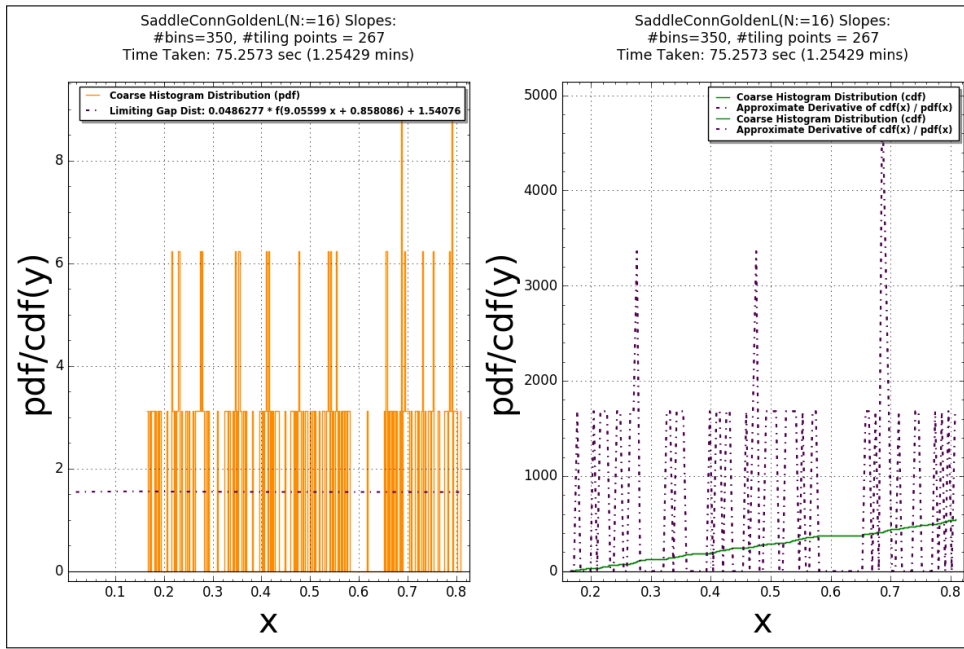 SaddleConnGoldenL(N:=16) Slopes:
#bins=350, #tiling points = 267
Time Taken: 75.2573 sec (1.25429 mins)
Coarse Histogram Distribution (pdf)
Limiting Gap Dist: 0.0486277 * f(9.05599 x + 0.858086) + 1.54076
pdf/cdf(y)
8
6
4
2
0
0.1 0.2 0.3 0.4 0.5 0.6 0.7 0.8
x
SaddleConnGoldenL(N:=16) Slopes:
#bins=350, #tiling points = 267
Time Taken: 75.2573 sec (1.25429 mins)
Coarse Histogram Distribution (cdf)
Approximate Derivative of cdf(x) / pdf(x)
Coarse Histogram Distribution (cdf)
Approximate Derivative of cdf(x) / pdf(x)
pdf/cdf(y)
5000
4000
3000
2000
1000
0
0.2 0.3 0.4 0.5 0.6 0.7 0.8
x